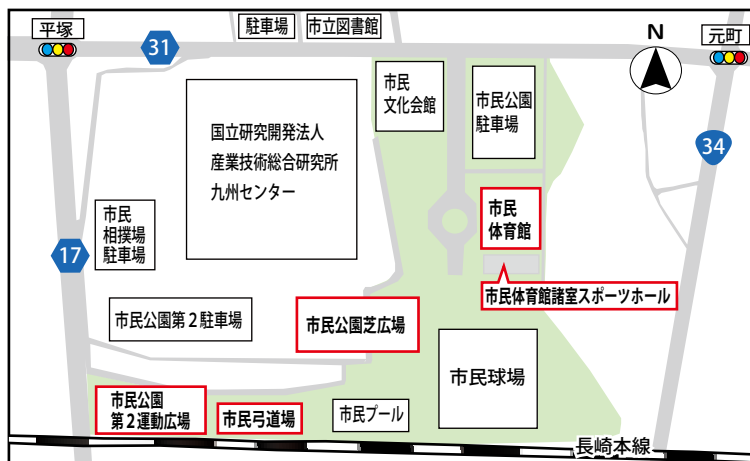 平塚
31
駐車場
市立図書館
N
元町
市民
文化会館
市民公園
駐車場
国立研究開発法人
産業技術総合研究所
九州センター
34
市民
体育館
市民
相撲場
駐車場
17
市民体育館諸室スポーツホール
市民公園第２駐車場
市民公園芝広場
市民球場
市民公園
第２運動広場
市民弓道場
市民プール
長崎本線